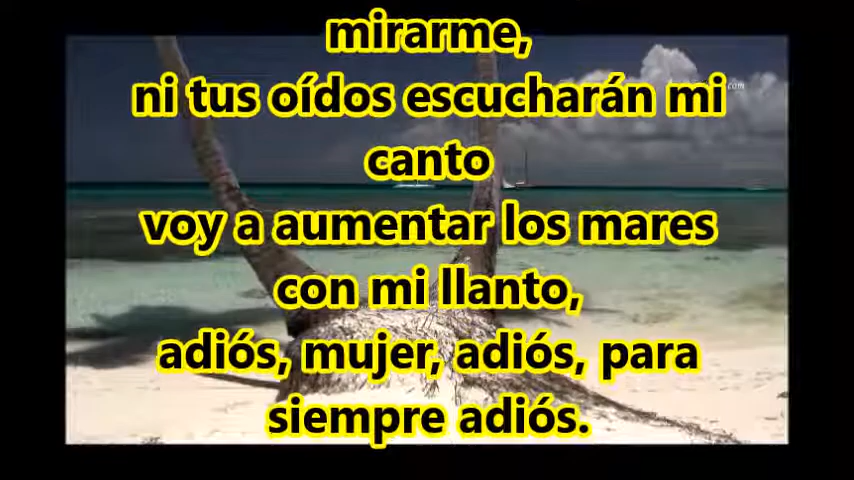 mirarme,
.com
ni tus oídos escucharán mi
canto
voy a aumentar los mares
con mi llanto,
adiós, mujer, adiós, para
siempre adiós.